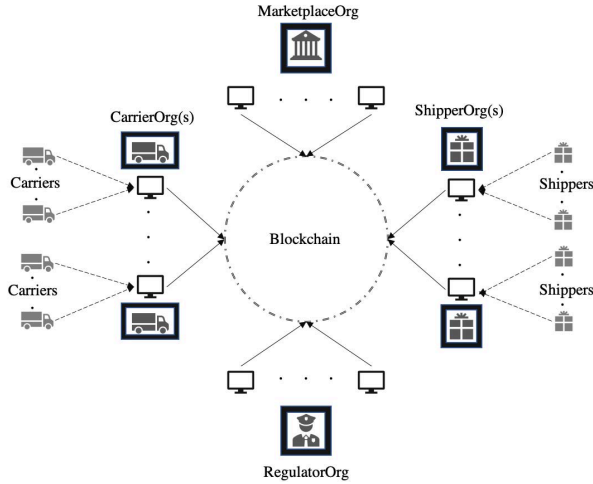 MarketplaceOrg
CarrierOrg(s)
ShipperOrg(s)
Carriers
Shippers
Blockchain
Carriers
Shippers
RegulatorOrg